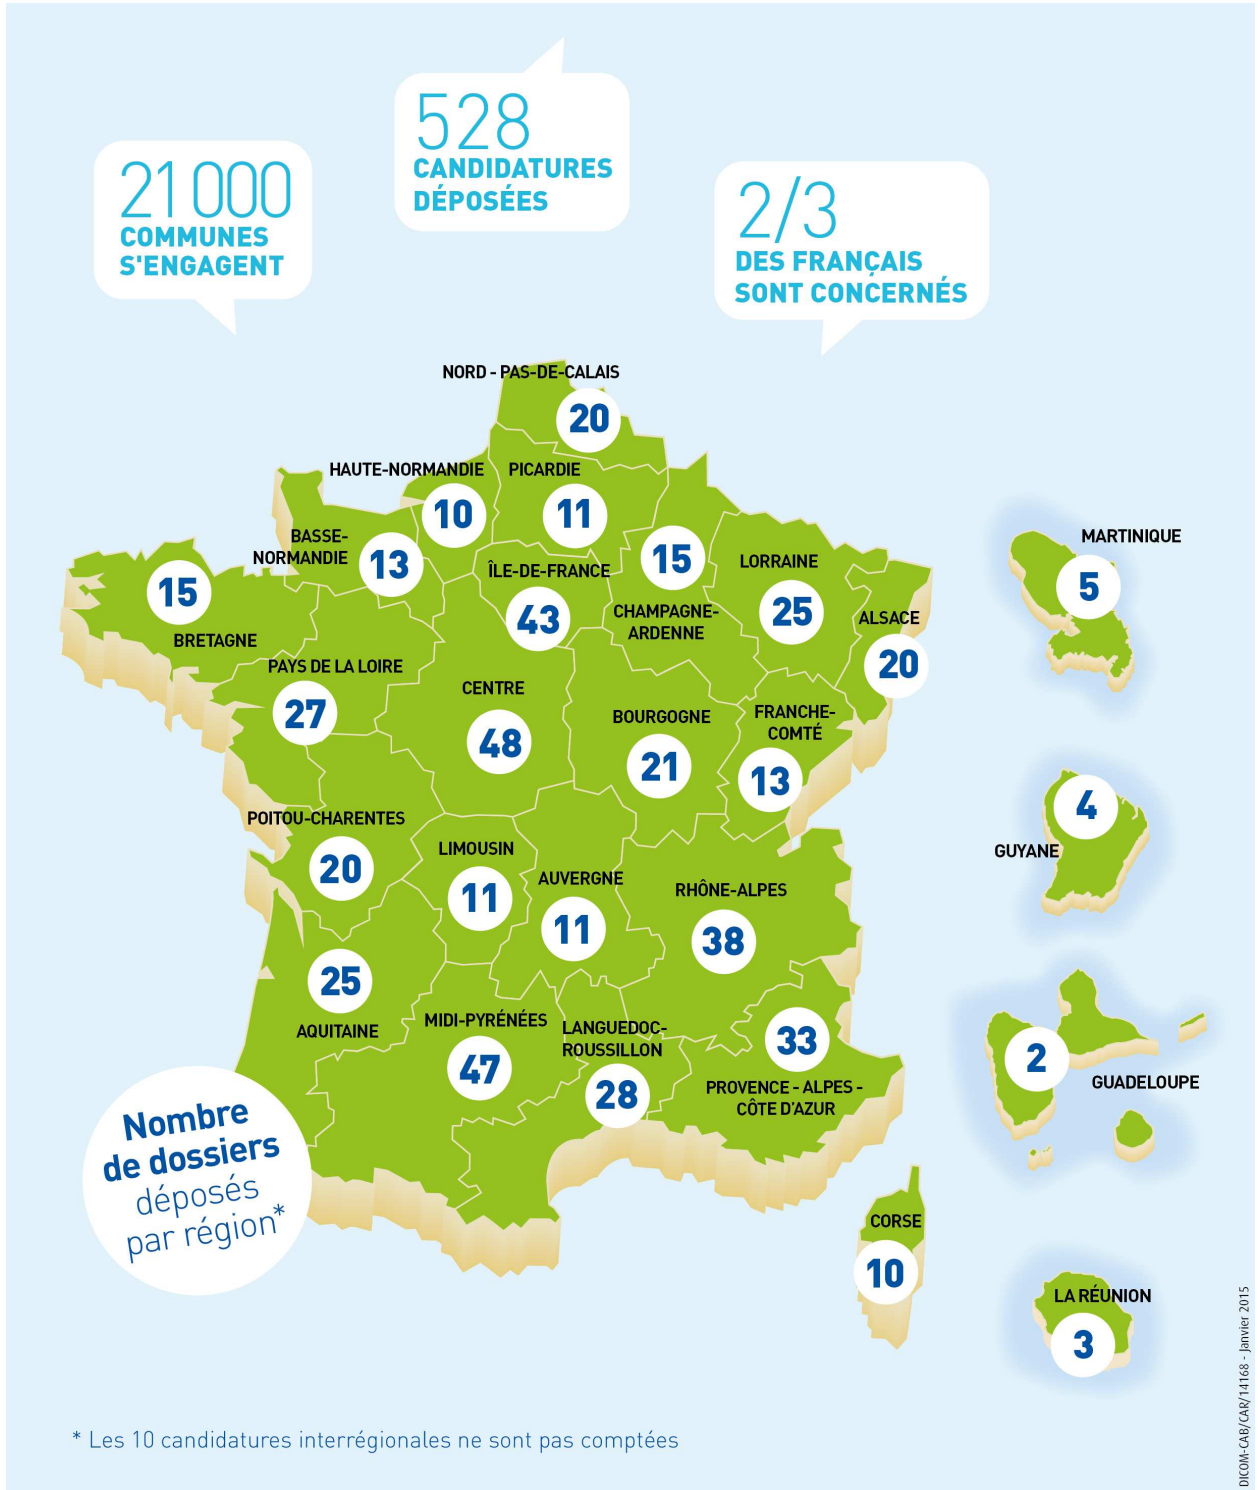 528
CANDIDATURES
DÉPOSÉES
21 000
COMMUNES
S'ENGAGENT
2/3
DES FRANÇAIS
SONT CONCERNÉS
NORD - PAS-DE-CALAIS
20
HAUTE-NORMANDIE
10
PICARDIE
11
BASSE-
NORMANDIE
13
ÎLE-DE-FRANCE
43
15
CHAMPAGNE-
ARDENNE
LORRAINE
25
ALSACE
20
15
BRETAGNE
PAYS DE LA LOIRE
27
CENTRE
48
BOURGOGNE
21
FRANCHE-
COMTÉ
13
POITOU-CHARENTES
20
LIMOUSIN
11
AUVERGNE
11
RHÔNE-ALPES
38
25
AQUITAINE
MIDI-PYRÉNÉES
47
LANGUEDOC-
ROUSSILLON
28
33
PROVENCE - ALPES -
CÔTE D'AZUR
CORSE
10
MARTINIQUE
5
4
GUYANE
2
GUADELOUPE
LA RÉUNION
3
Nombre
de dossiers
déposés
par région*
* Les 10 candidatures interrégionales ne sont pas comptées
DICOM-CAB/CAR/14168 - Janvier 2015